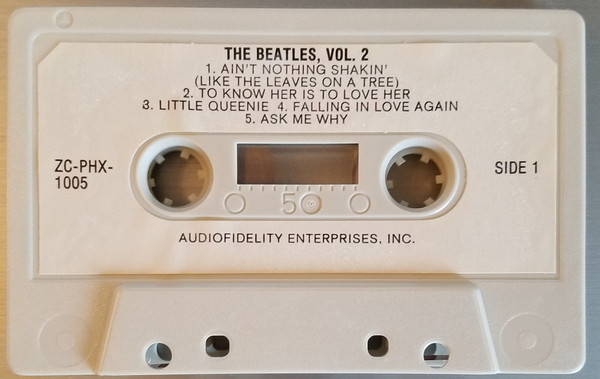 THE BEATLES, VOL. 2
1. AIN'T NOTHING SHAKIN'
(LIKE THE LEAVES ON A TREE)
2. TO KNOW HER IS TO LOVE HER
3. LITTLE QUEENIE 4. FALLING IN LOVE AGAIN
5. ASK ME WHY
ZC-PHX-
1005
SIDE 1
50
AUDIOFIDELITY ENTERPRISES, INC.